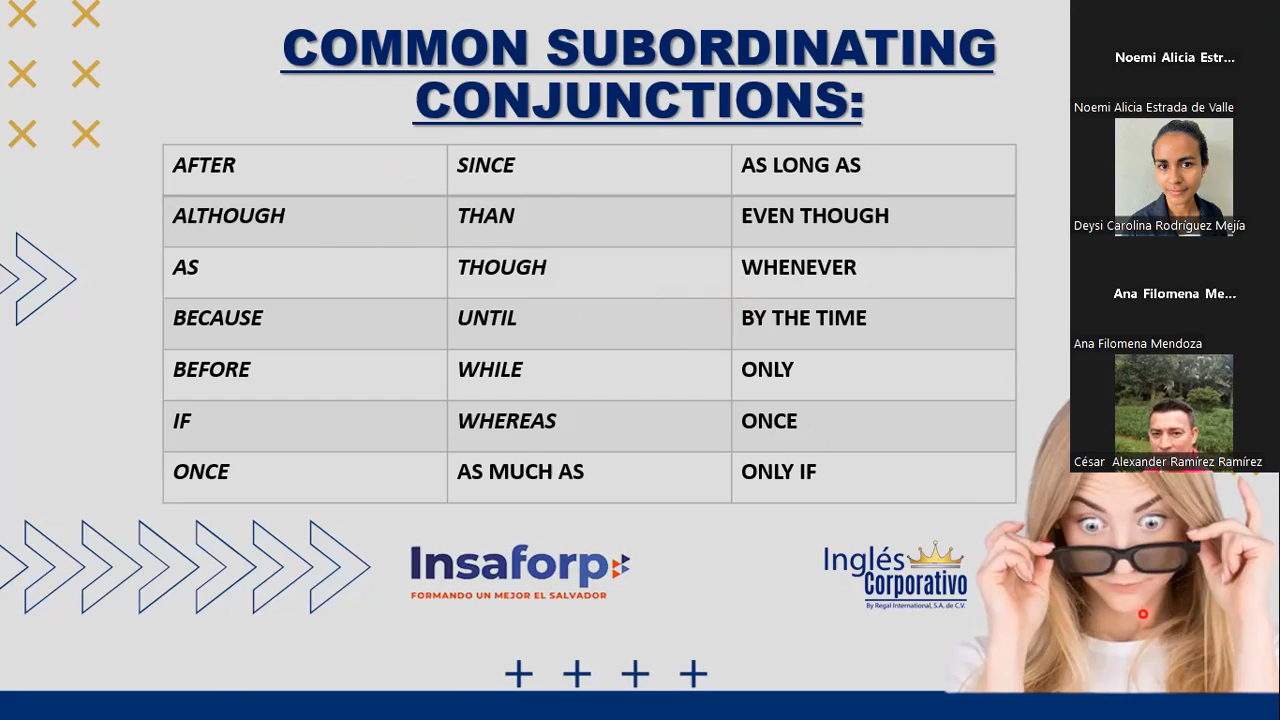 COMMON SUBORDINATING
CONJUNCTIONS:
AFTER SINCE AS LONG AS
ALTHOUGH THAN EVEN THOUGH
AS THOUGH WHENEVER
BECAUSE UNTIL BY THE TIME
BEFORE WHILE ONLY
IF WHEREAS ONCE
ONCE AS MUCH AS ONLY IF
Insaforp
FORMANDO UN MEJOR EL SALVADOR
Inglés
Corporativo
By Regal International, S.A. de C.V.
Noemi Alicia Estr...
Noemi Alicia Estrada de Valle
Deysi Carolina Rodríguez Mejía
Ana Filomena Me...
Ana Filomena Mendoza
César Alexander Ramírez Ramírez